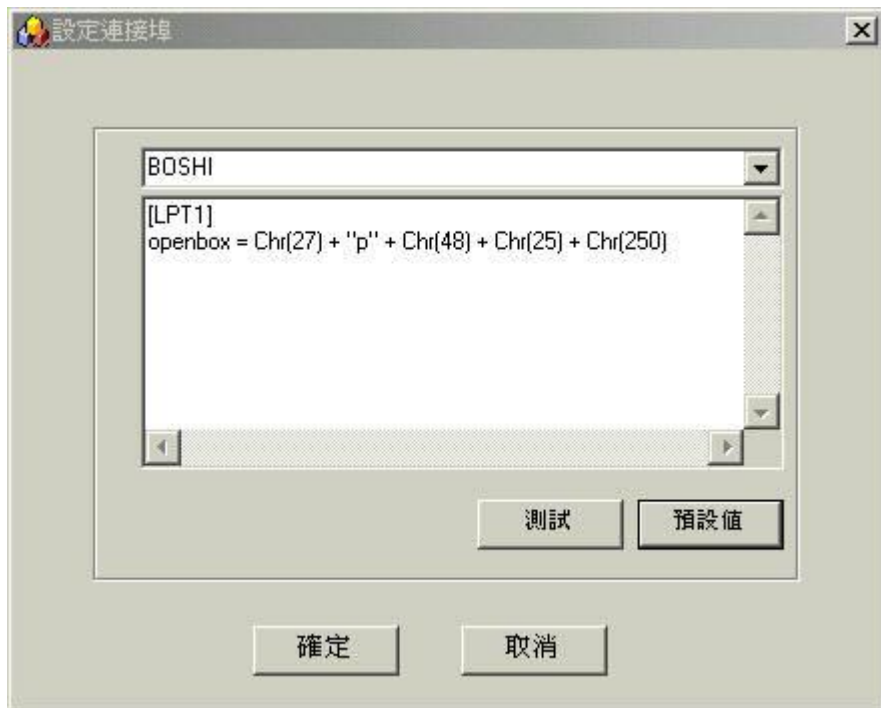 設定連接埠
BOSHI
[LPT1]
openbox = Chr(27) + "p" + Chr(48) + Chr(25) + Chr(250)
測試 預設值
確定 取消